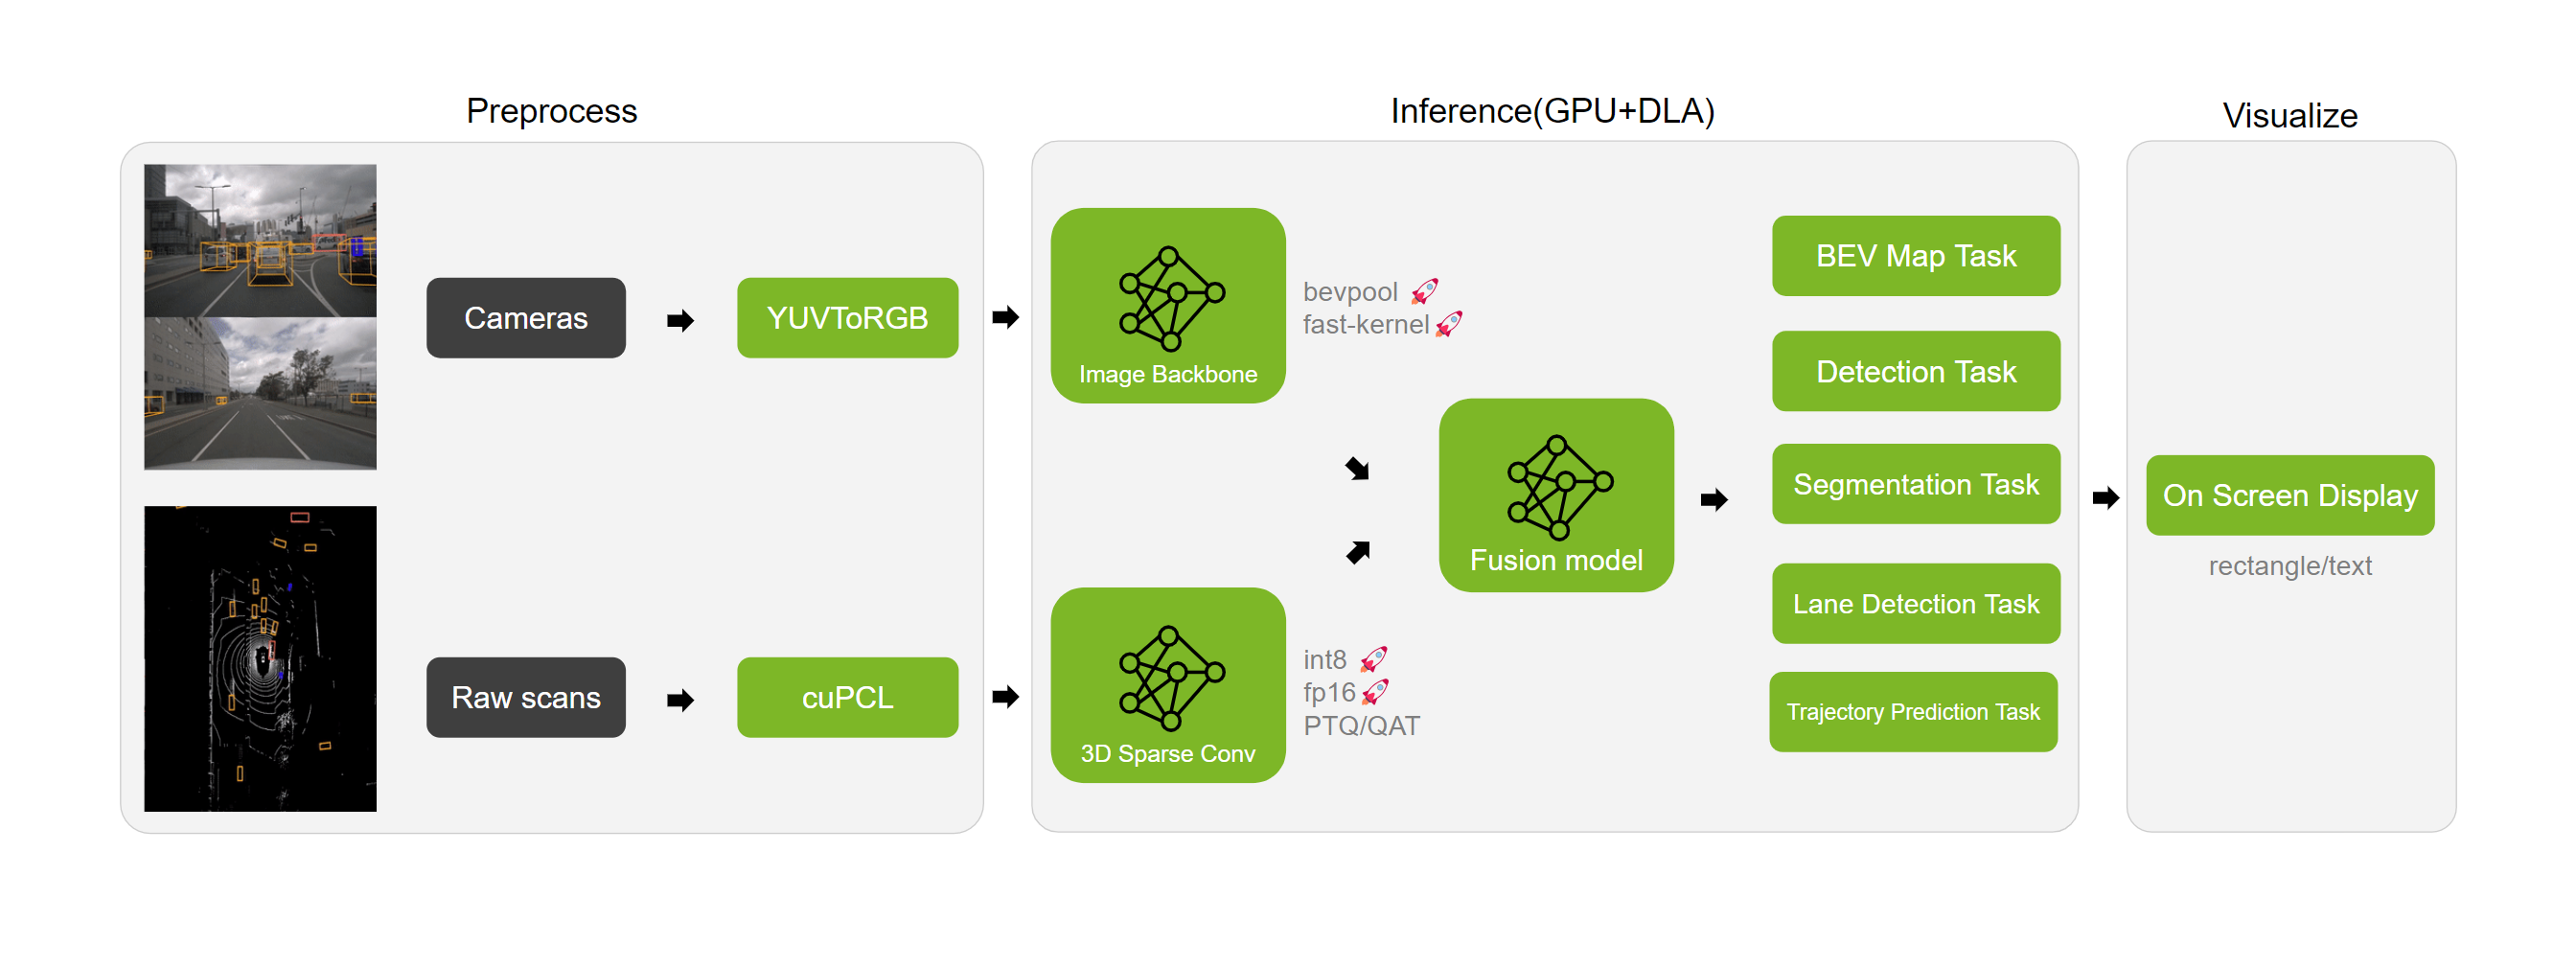 Preprocess
Cameras
YUVToRGB
Raw scans
cuPCL
Inference(GPU+DLA)
Image Backbone
bevpool 🚀
fast-kernel🚀
3D Sparse Conv
int8 🚀
fp16🚀
PTQ/QAT
Fusion model
BEV Map Task
Detection Task
Segmentation Task
Lane Detection Task
Trajectory Prediction Task
Visualize
On Screen Display
rectangle/text